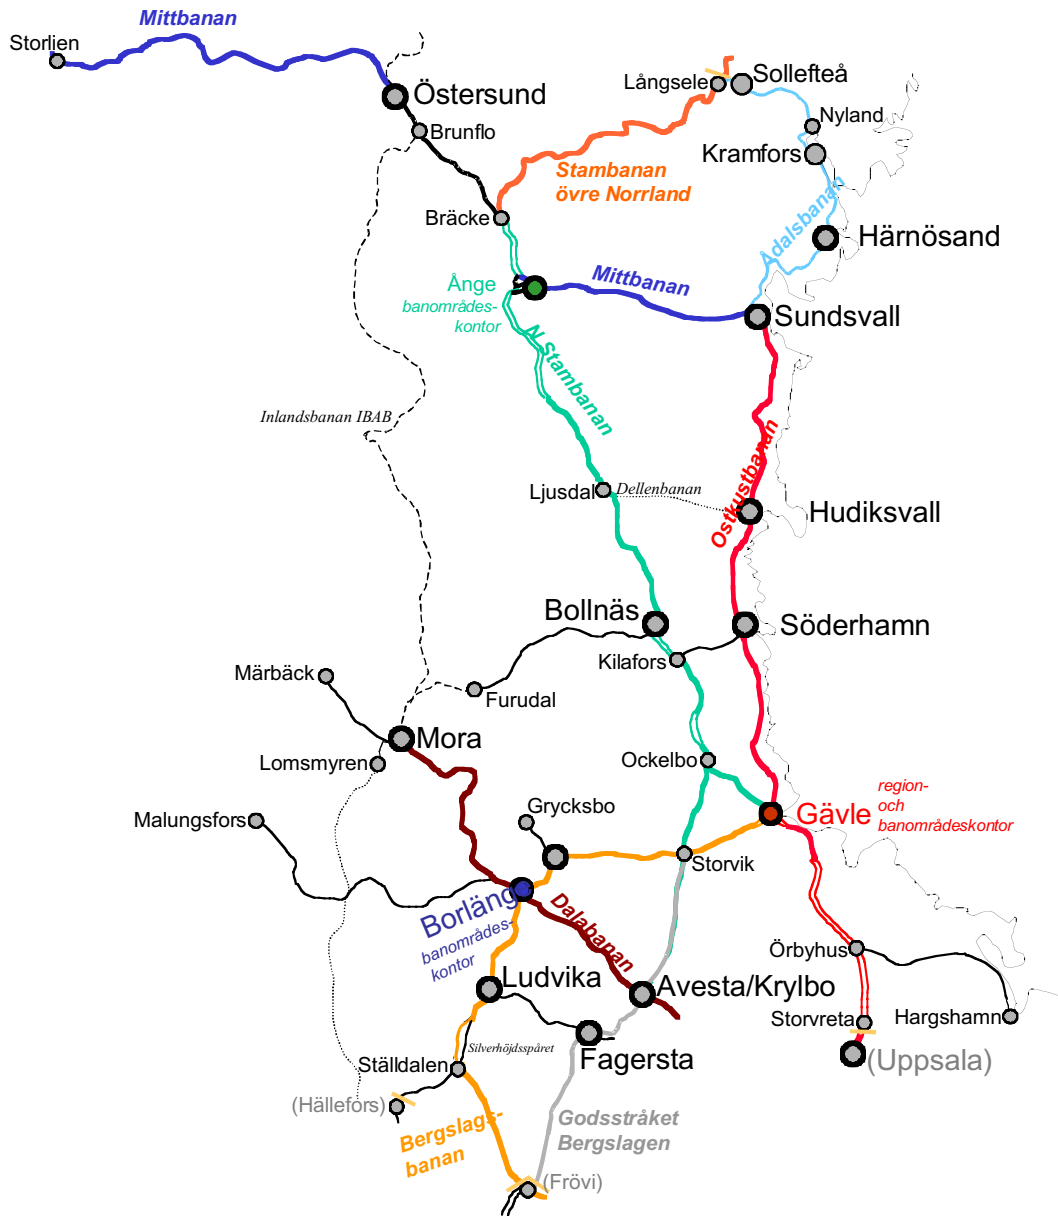 Mittbanan
Storlien
Östersund
Brunflo
Långsele
Sollefteå
Nyland
Kramfors
Stambanan
övre Norrland
Ådalsbanan
Bräcke
Härnösand
Ånge
banområdes-
kontor
Mittbanan
Sundsvall
N Stambanan
Inlandsbanan IBAB
Ostkustbanan
Ljusdal
Dellenbanan
Hudiksvall
Bollnäs
Söderhamn
Kilafors
Märbäck
Furudal
Mora
Lomsmyren
Ockelbo
Malungsfors
Grycksbo
Gävle
region-
och
banområdeskontor
Storvik
Borläng
banområdes-
kontor
Dalabanan
Örbyhus
Ludvika
Avesta/Krylbo
Storvreta
Hargshamn
Silverhöjdsspåret
Fagersta
(Uppsala)
Ställdalen
(Hällefors)
Bergslags-
banan
Godsstråket
Bergslagen
(Frövi)